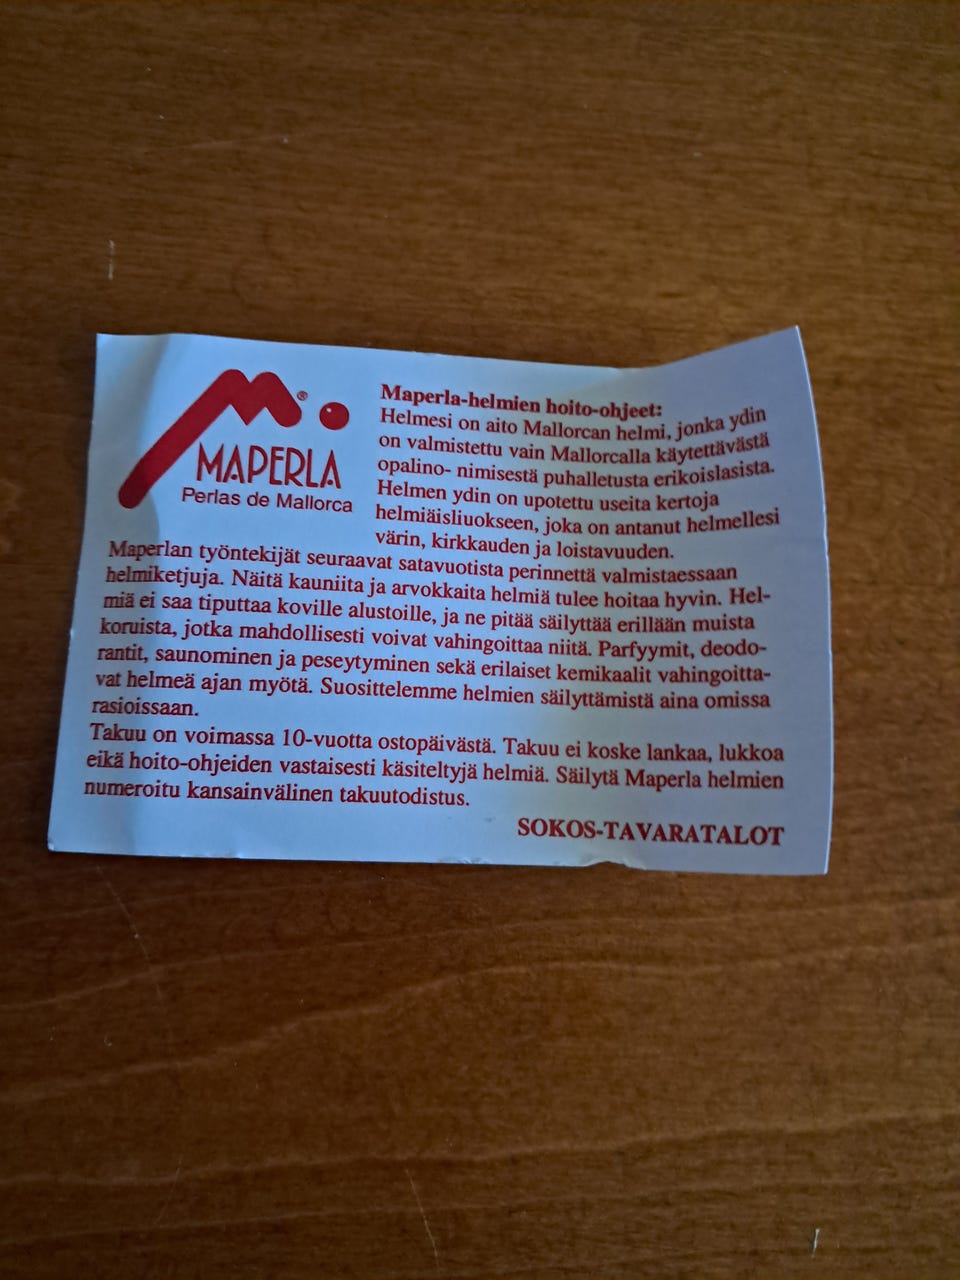 MAPERLA
Perlas de Mallorca
Maperla-helmien hoito-ohjeet:
Helmesi on aito Mallorcan helmi, jonka ydin
on valmistettu vain Mallorcalla käytettävästä
opalino- nimisestä puhalletusta erikoislasista.
Helmen ydin on upotettu useita kertoja
helmiäisliuokseen, joka on antanut helmellesi
värin, kirkkauden ja loistavuuden.
Maperlan työntekijät seuraavat satavuotista perinnettä valmistaessaan
helmiketjuja. Näitä kauniita ja arvokkaita helmiä tulee hoitaa hyvin. Hel-
miä ei saa tiputtaa koville alustoille, ja ne pitää säilyttää erillään muista
koruista, jotka mahdollisesti voivat vahingoittaa niitä. Parfyymit, deodo-
rantit, saunominen ja peseytyminen sekä erilaiset kemikaalit vahingoitta-
vat helmeä ajan myötä. Suosittelemme helmien säilyttämistä aina omissa
rasioissaan.
Takuu on voimassa 10-vuotta ostopäivästä. Takuu ei koske lankaa, lukkoa
eikä hoito-ohjeiden vastaisesti käsiteltyjä helmiä. Säilytä Maperla helmien
numeroitu kansainvälinen takuutodistus.
SOKOS-TAVARATALOT